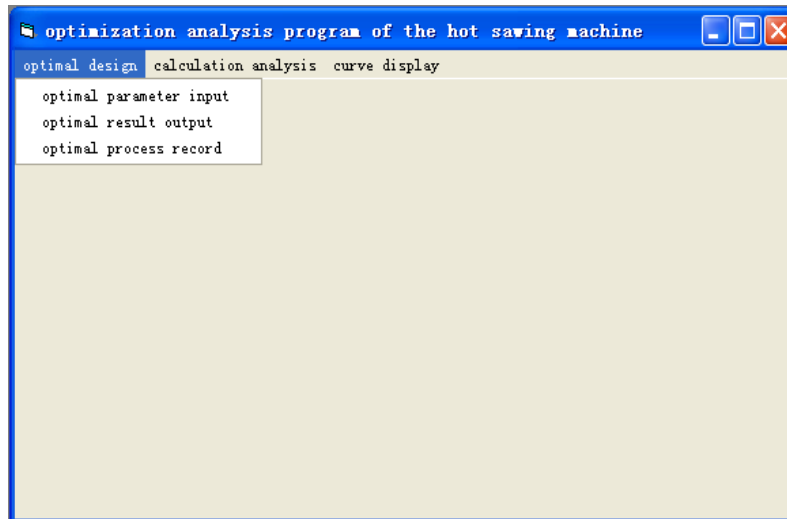 optimization analysis program of the hot sawing machine
optimal design calculation analysis curve display
optimal parameter input
optimal result output
optimal process record